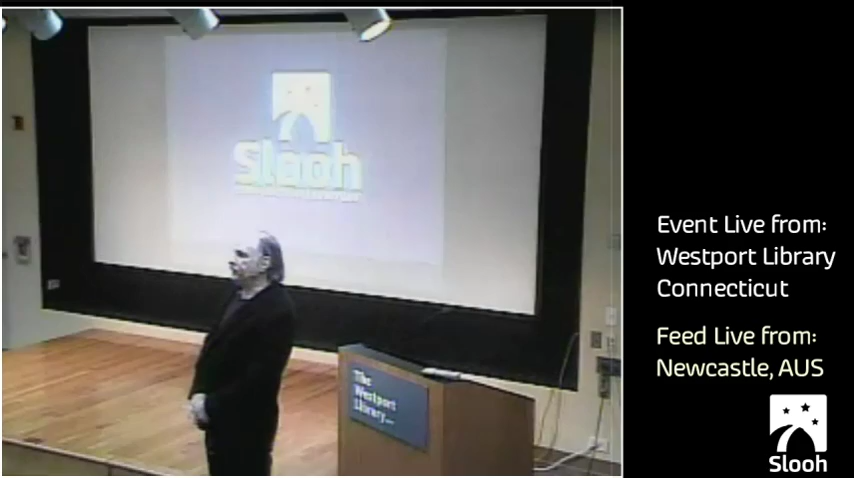 Slooh
The
Westport
Library...
Event Live from:
Westport Library
Connecticut
Feed Live from:
Newcastle, AUS
Slooh